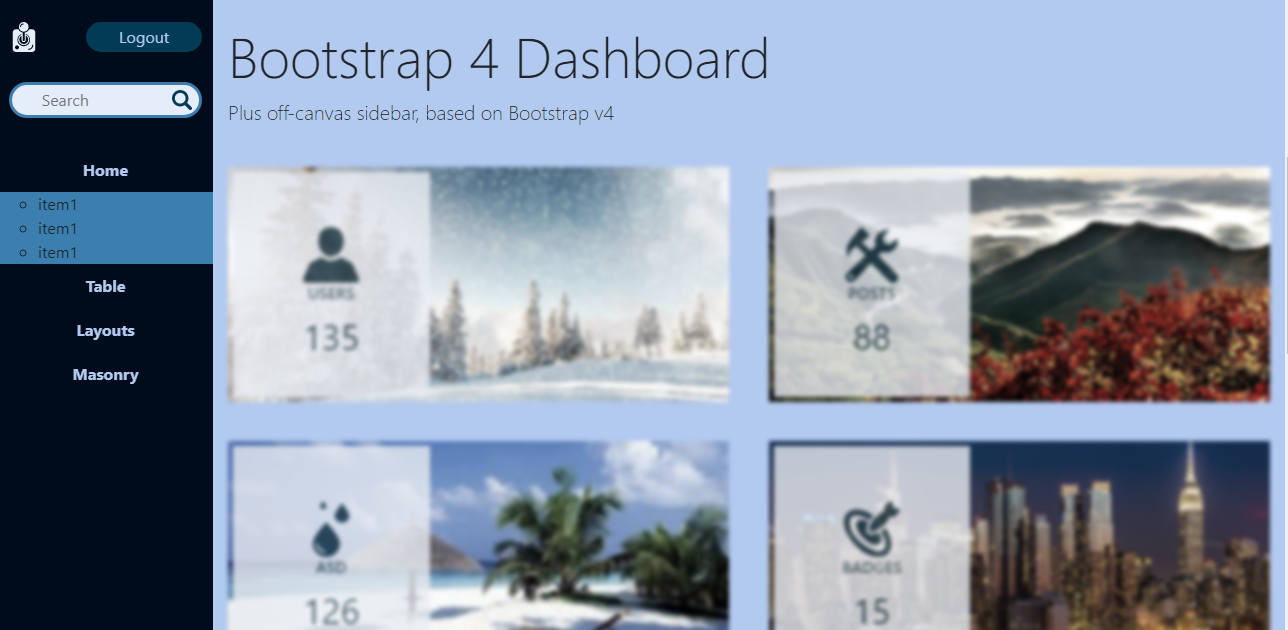 Logout
Search
Home
item1
item1
item1
Table
Layouts
Masonry
Bootstrap 4 Dashboard
Plus off-canvas sidebar, based on Bootstrap v4
USERS
135
POSTS
88
ASD
126
BADGES
15